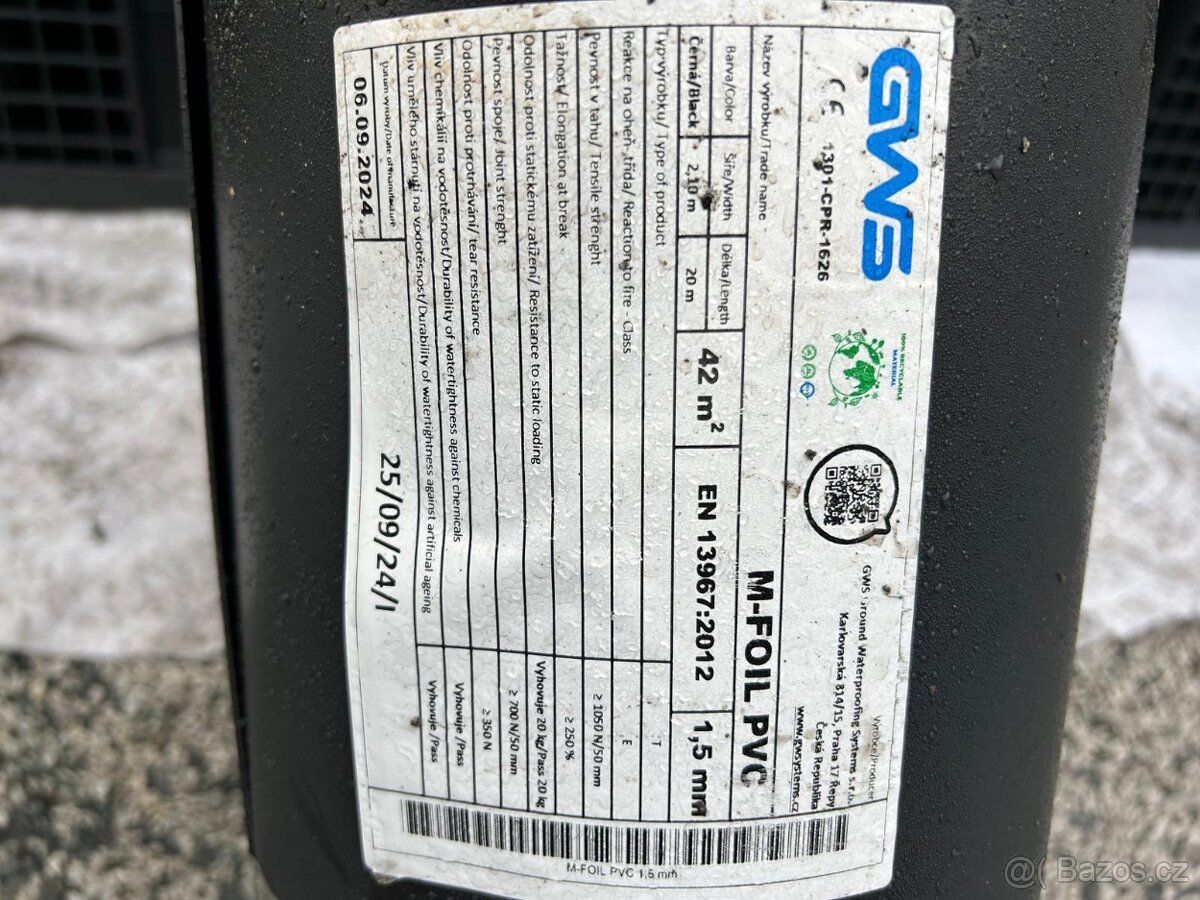 GWS
CE 1301-CPR-1626
100% RECYCLABLE
MATERIAL
Výrobce/Producer
GWS Ground Waterproofing Systems s.r.o.
Karlovarská 814/15, Praha 17 Řepy
Česká Republika
www.gwsystems.cz
Název výrobku/Trade name - M-FOIL PVC
Barva/Color Šíře/Width Délka/Length
Černá/Black 2,10 m 20 m 42 m² EN 13967:2012 1,5 mm
Typ výrobku/ Type of product T
Reakce na oheň -třída/ Reaction to fire - Class E
Pevnost v tahu/ Tensile strenght ≥ 1050 N/50 mm
Tažnost/ Elongation at break ≥ 250 %
Odolnost proti statickému zatížení/ Resistance to static loading Vyhovuje 20 kg/Pass 20 kg
Pevnost spoje/ Joint strenght ≥ 700 N/50 mm
Odolnost proti protrhávání/ tear resistance ≥ 350 N
Vliv chemikálií na vodotěsnost/Durability of watertightness against chemicals Vyhovuje /Pass
Vliv umělého stárnutí na vodotěsnost/Durability of watertightness against artificial ageing Vyhovuje /Pass
Datum výroby/Date of manufacture
06.09.2024
25/09/24/I
M-FOIL PVC 1,5 mm
@( Bazos.cz